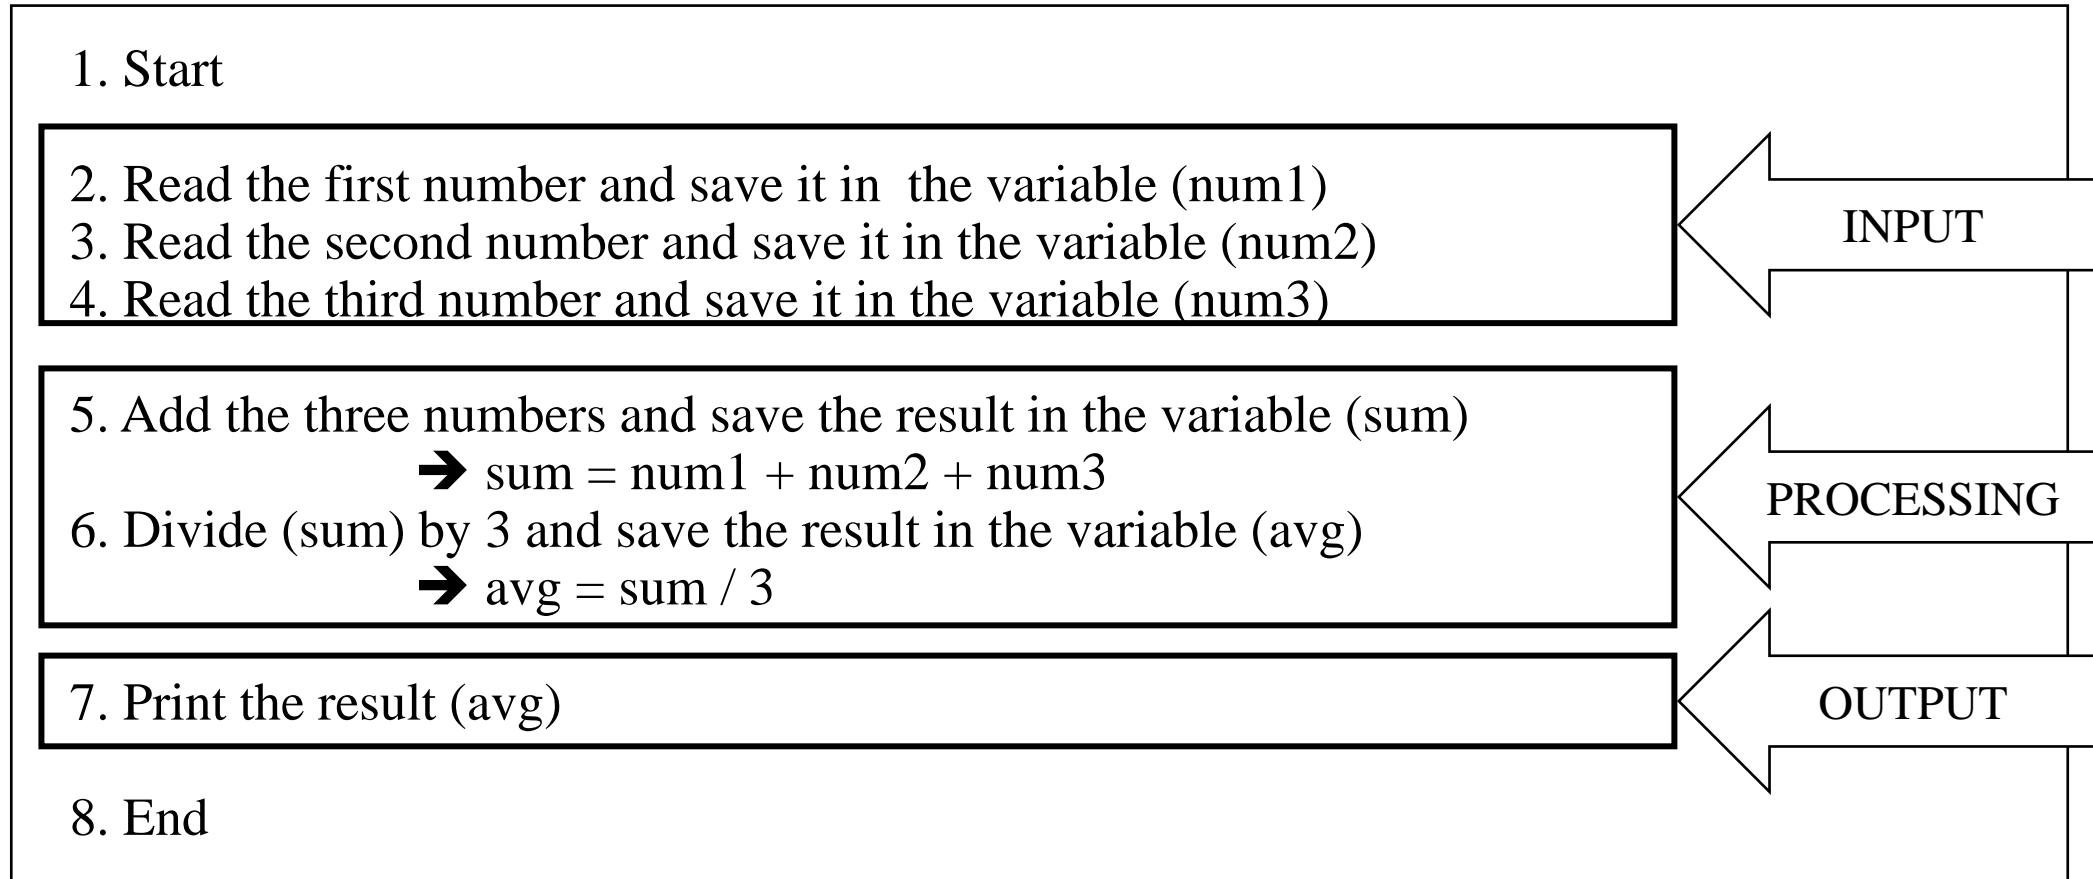 1. Start
2. Read the first number and save it in  the variable (num1)
3. Read the second number and save it in the variable (num2)
4. Read the third number and save it in the variable (num3)
INPUT
5. Add the three numbers and save the result in the variable (sum)
➔ sum = num1 + num2 + num3
6. Divide (sum) by 3 and save the result in the variable (avg)
➔ avg = sum / 3
PROCESSING
7. Print the result (avg)
OUTPUT
8. End